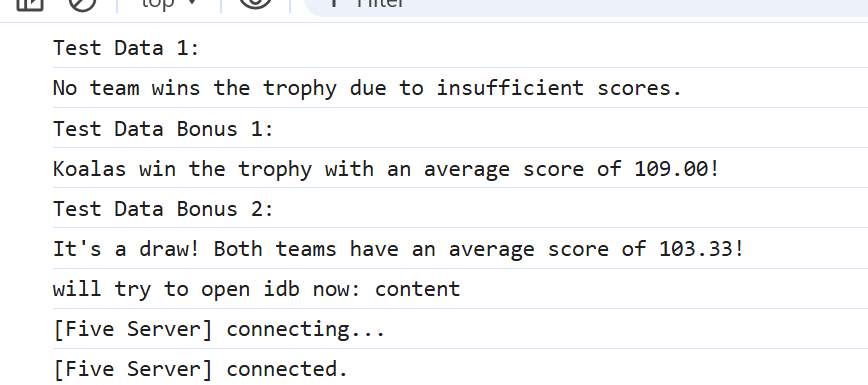 top
Filter
Test Data 1:
No team wins the trophy due to insufficient scores.
Test Data Bonus 1:
Koalas win the trophy with an average score of 109.00!
Test Data Bonus 2:
It's a draw! Both teams have an average score of 103.33!
will try to open idb now: content
[Five Server] connecting...
[Five Server] connected.